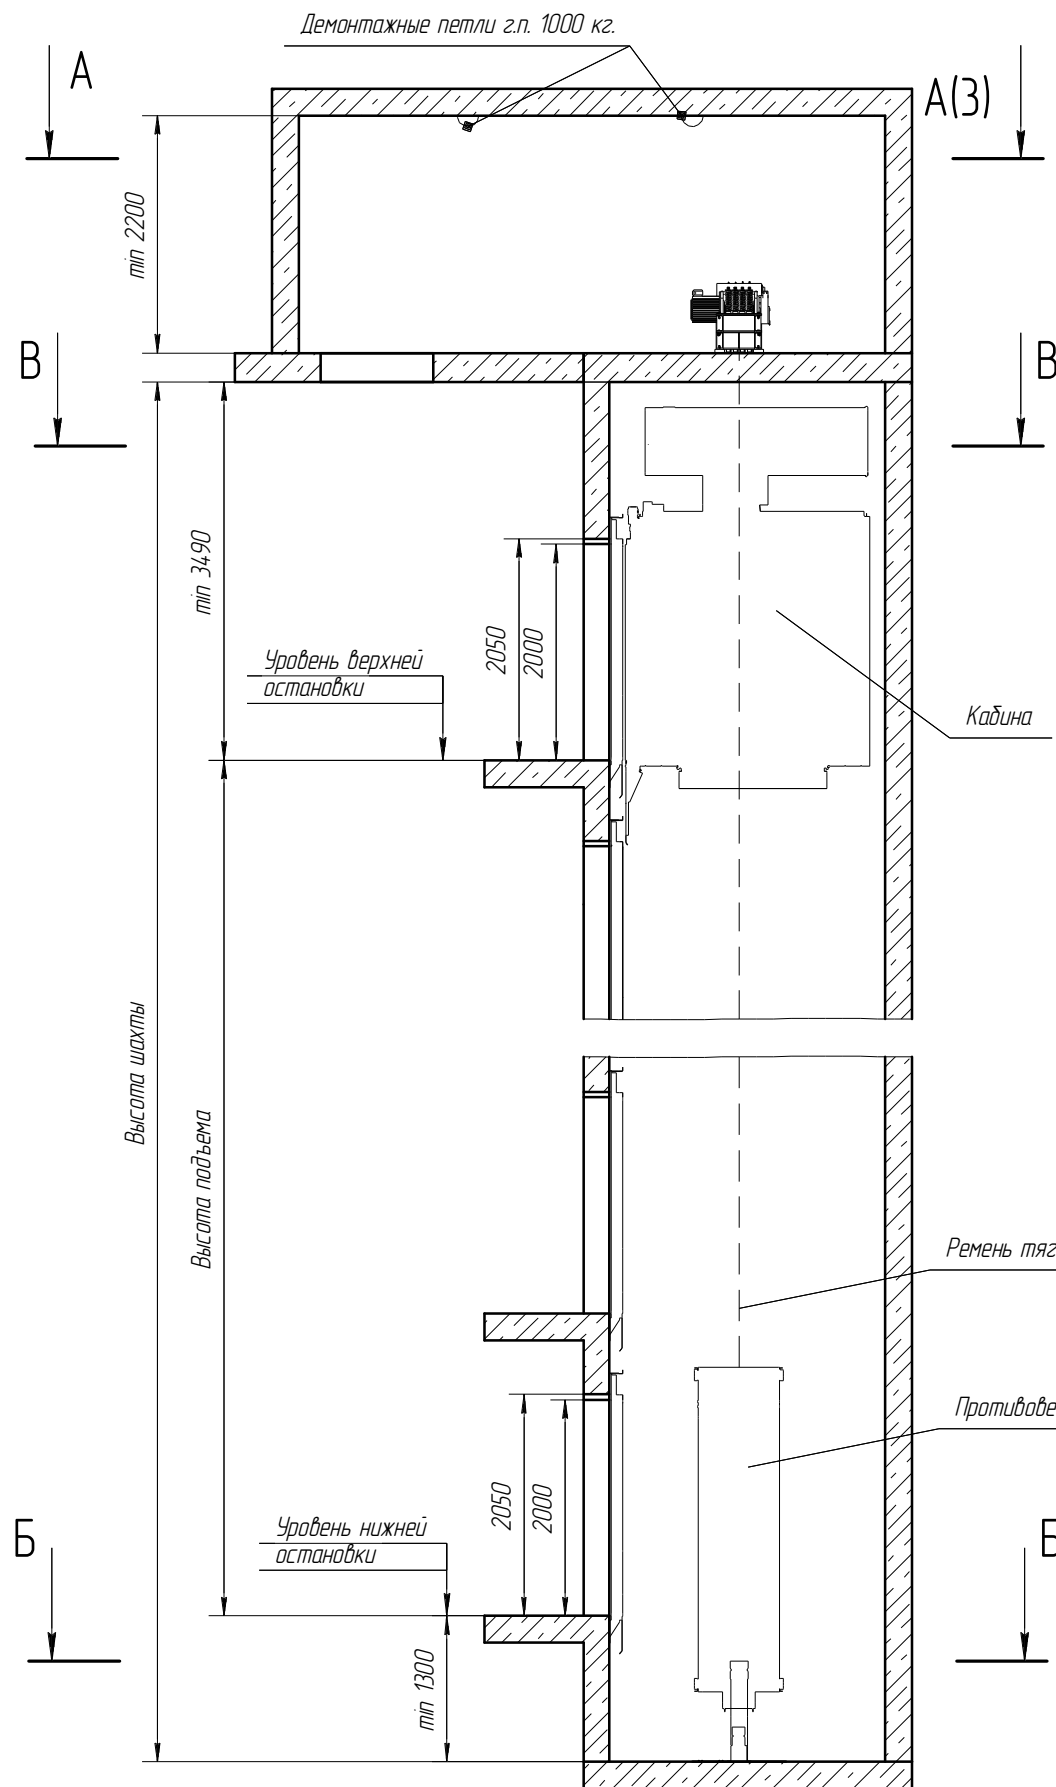 Демонтажные петли г.п. 1000 кг.
А
А(3)
min 2200
В
В
min 3490
2050
2000
Уровень верхней
остановки
Кабина
Высота шахты
Высота подъема
Ремень тяг
Противове
2050
2000
Уровень нижней
остановки
Б
Б
min 1300